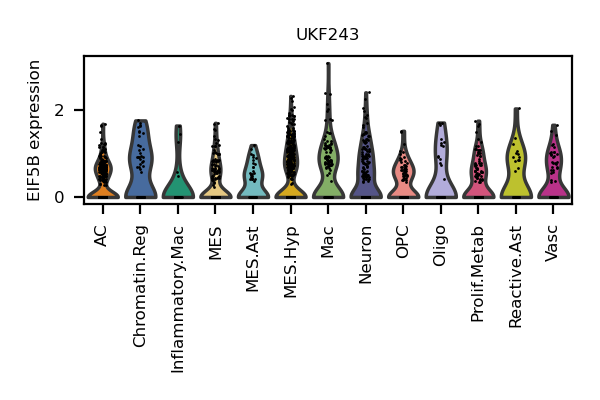 UKF243
EIF5B expression
2
0
AC
Chromatin.Reg
Inflammatory.Mac
MES
MES.Ast
MES.Hyp
Mac
Neuron
OPC
Oligo
Prolif.Metab
Reactive.Ast
Vasc